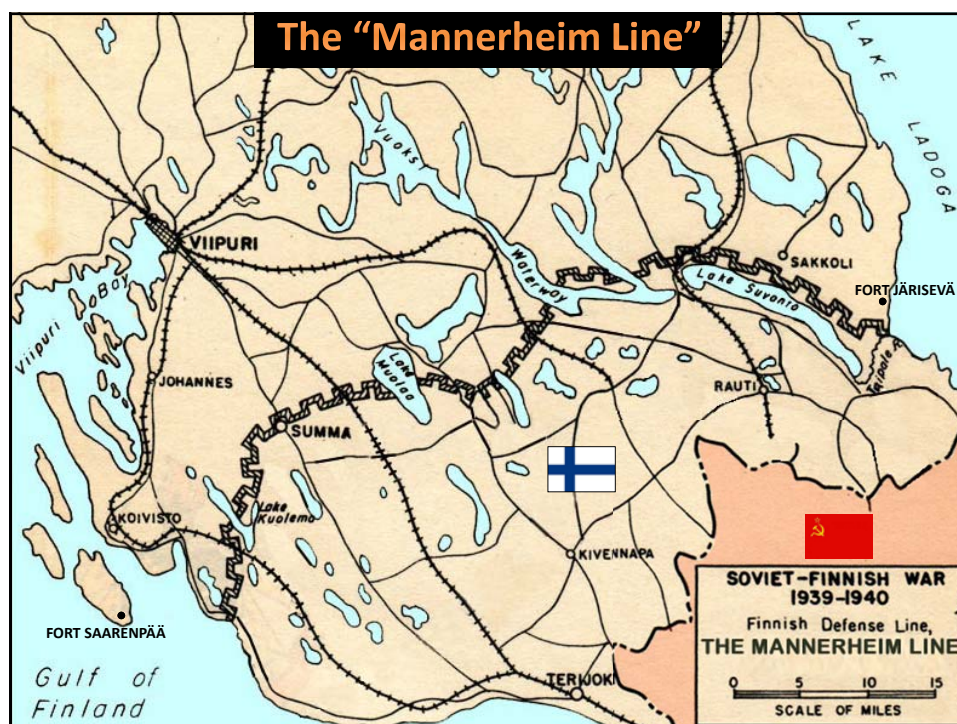 The “Mannerheim Line”
LAKE
LADOGA
Vuoks
VIIPURI
Waterway
SAKKOLI
Lake Suvanto
FORT JÄRISEVÄ
Bay
Viipuri
Lake
Muolaa
Taipale R
JOHANNES
RAUTI
SUMMA
Lake
Kuolemo
KOIVISTO
KIVENNAPA
FORT SAARENPÄÄ
SOVIET-FINNISH WAR
1939-1940
Finnish Defense Line,
THE MANNERHEIM LINE
Gulf of
Finland
TERIJOKI
0 5 10 15
SCALE OF MILES